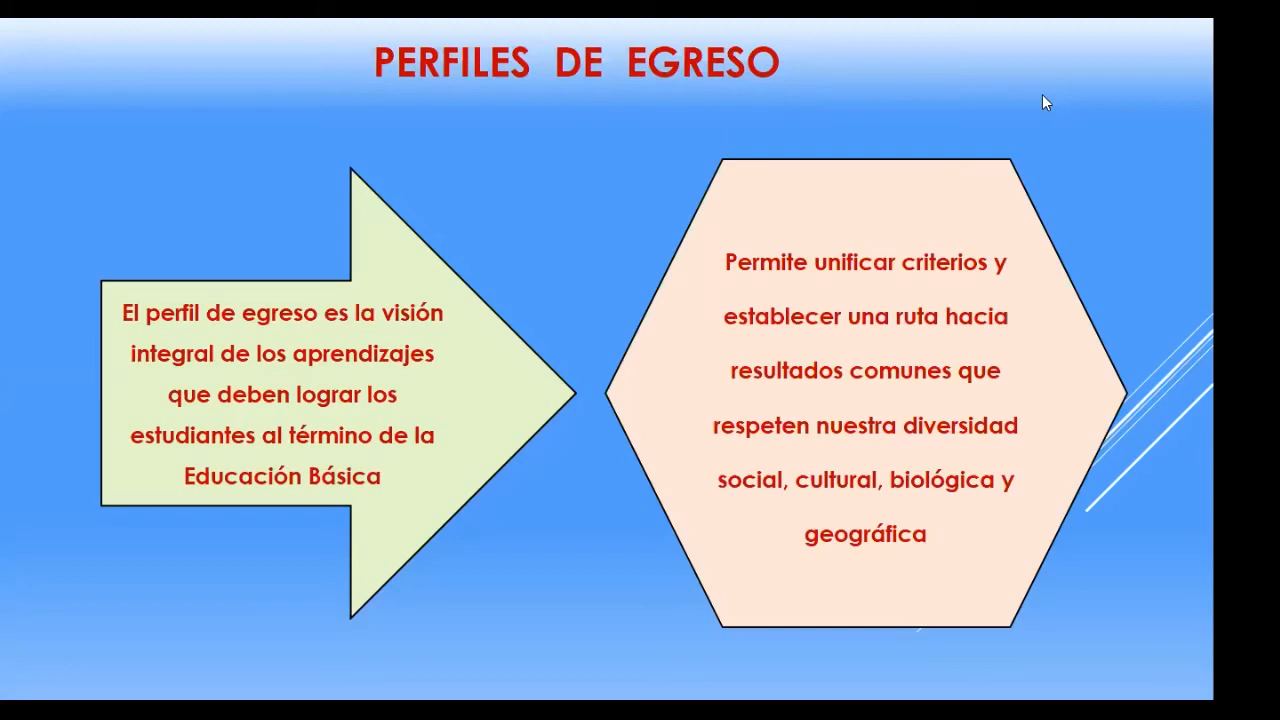 PERFILES DE EGRESO
El perfil de egreso es la visión
integral de los aprendizajes
que deben lograr los
estudiantes al término de la
Educación Básica
Permite unificar criterios y
establecer una ruta hacia
resultados comunes que
respeten nuestra diversidad
social, cultural, biológica y
geográfica